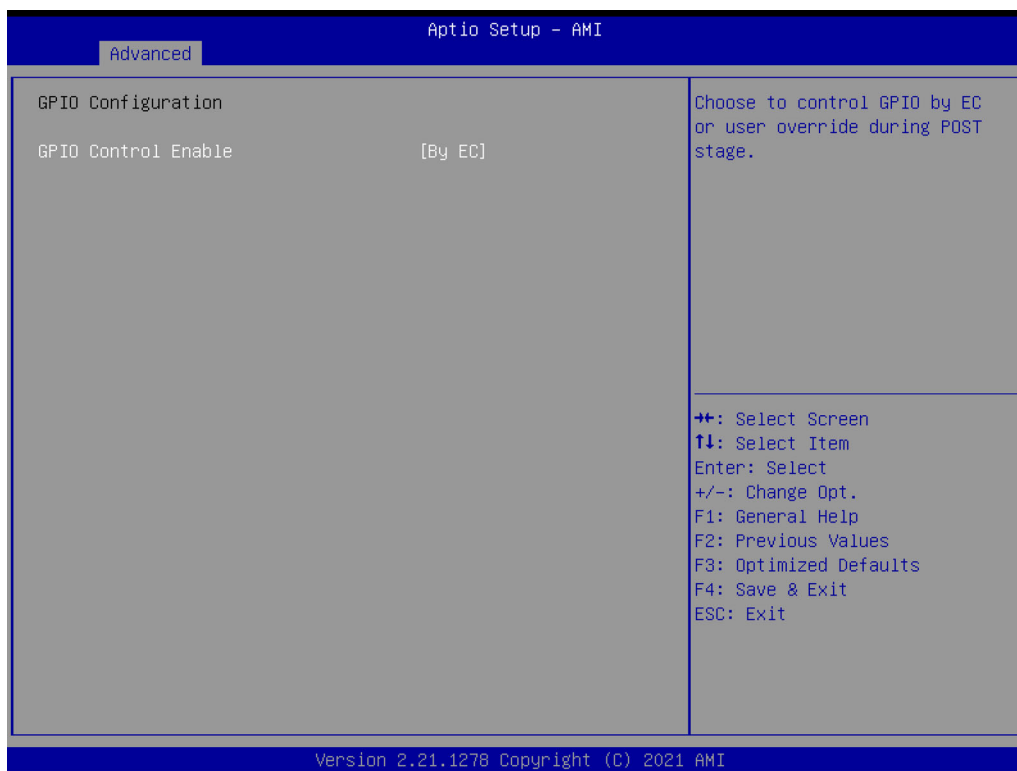 Aptio Setup – AMI
Advanced
GPIO Configuration
GPIO Control Enable [By EC]
Choose to control GPIO by EC
or user override during POST
stage.
→←: Select Screen
↑↓: Select Item
Enter: Select
+/-: Change Opt.
F1: General Help
F2: Previous Values
F3: Optimized Defaults
F4: Save & Exit
ESC: Exit
Version 2.21.1278 Copyright (C) 2021 AMI